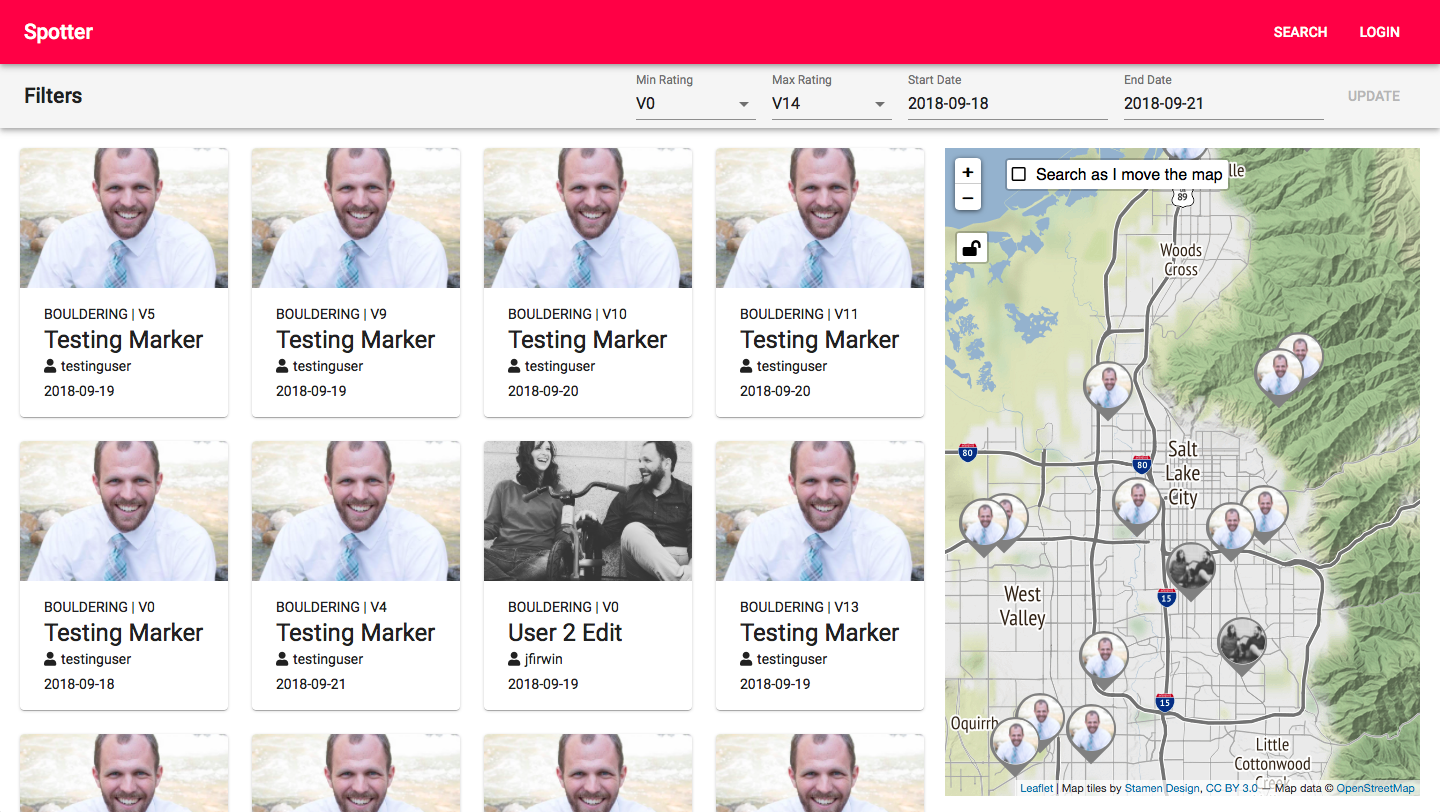 Spotter
SEARCH
LOGIN
Filters
Min Rating
V0
Max Rating
V14
Start Date
2018-09-18
End Date
2018-09-21
UPDATE
BOULDERING | V5
Testing Marker
testinguser
2018-09-19
BOULDERING | V9
Testing Marker
testinguser
2018-09-19
BOULDERING | V10
Testing Marker
testinguser
2018-09-20
BOULDERING | V11
Testing Marker
testinguser
2018-09-20
BOULDERING | V0
Testing Marker
testinguser
2018-09-18
BOULDERING | V4
Testing Marker
testinguser
2018-09-21
BOULDERING | V0
User 2 Edit
jfirwin
2018-09-19
BOULDERING | V13
Testing Marker
testinguser
2018-09-19
+
−
Search as I move the map
lle
89
Woods
Cross
80
80
Salt
Lake
City
West
Valley
15
15
Oquirrh
Little
Cottonwood
Creek
Leaflet | Map tiles by Stamen Design, CC BY 3.0 — Map data © OpenStreetMap